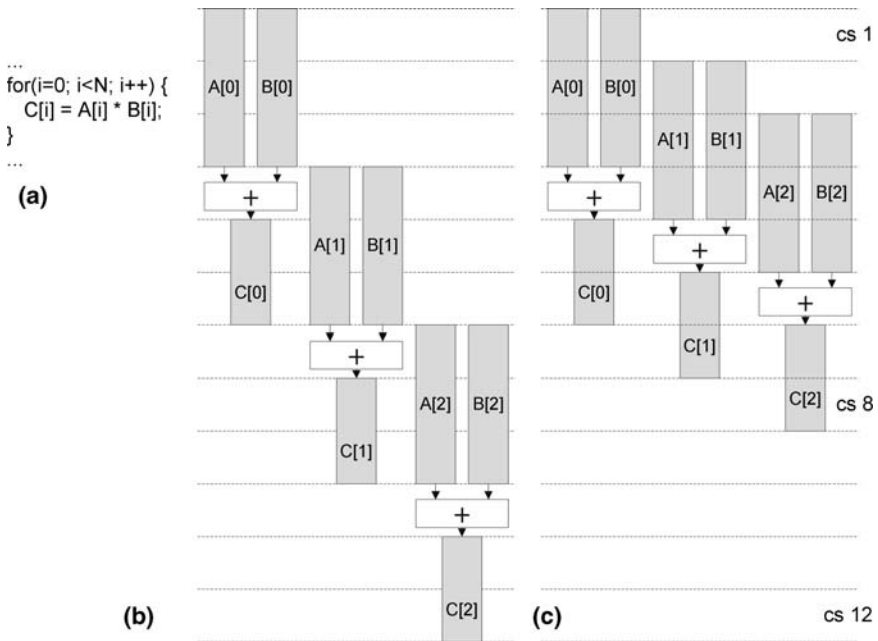 ...
for(i=0; i<N; i++) {
C[i] = A[i] * B[i];
}
...
(a)
A[0] B[0]
+
C[0]
A[1] B[1]
+
C[1]
A[2] B[2]
+
C[2]
(b)
cs 1
A[0] B[0]
A[1] B[1]
A[2] B[2]
+
+
+
C[0]
C[1]
C[2]
cs 8
(c)
cs 12